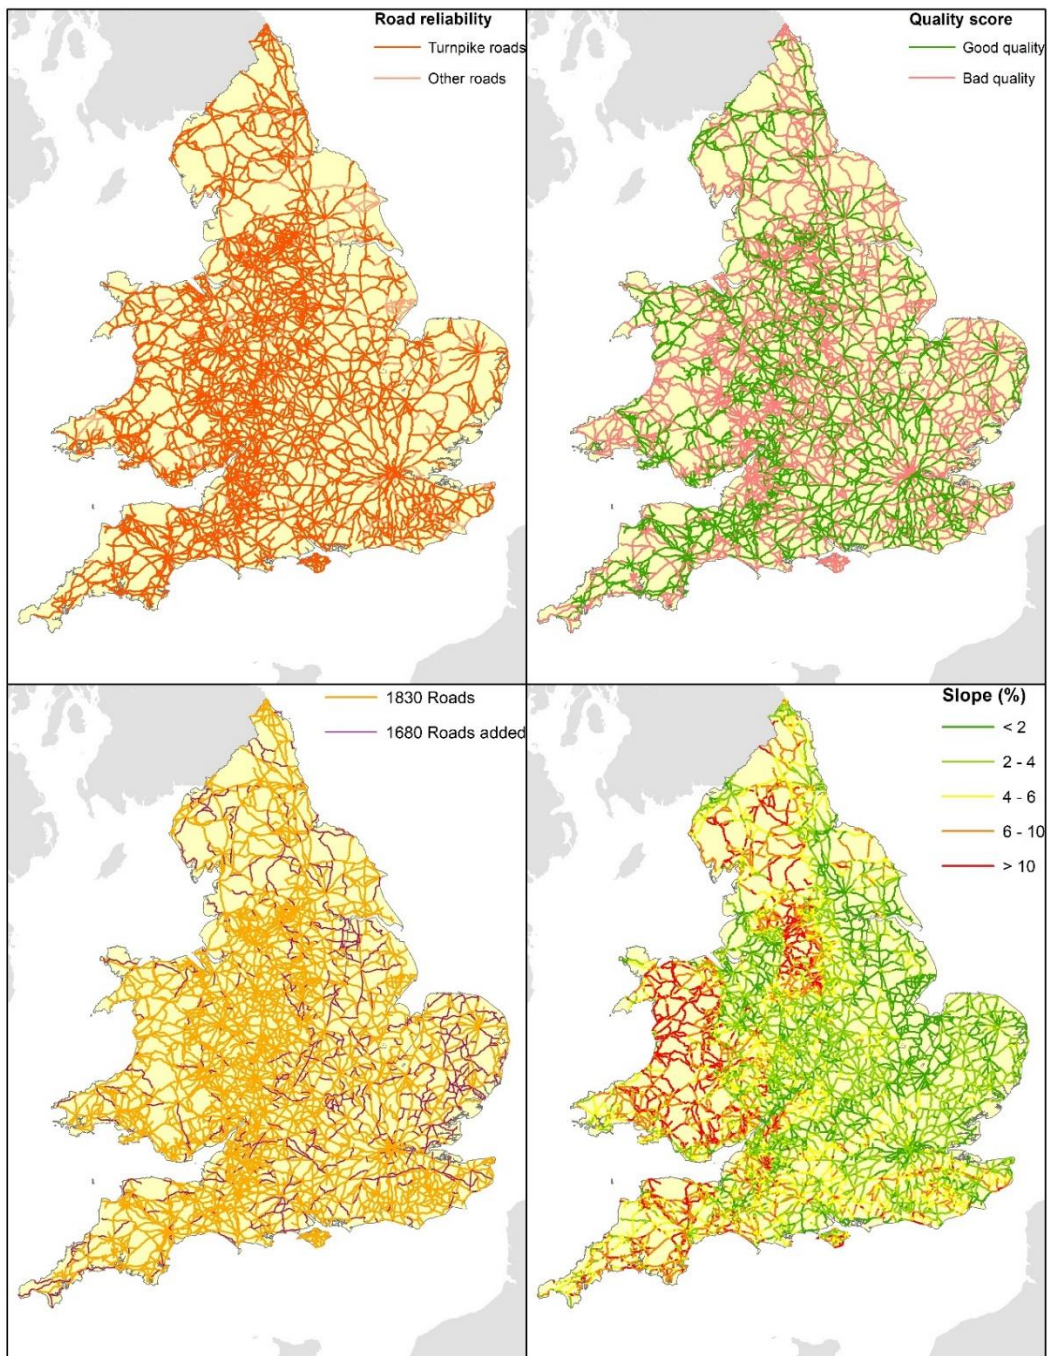 Road reliability
Turnpike roads
Other roads
Quality score
Good quality
Bad quality
1830 Roads
1680 Roads added
Slope (%)
< 2
2 - 4
4 - 6
6 - 10
> 10